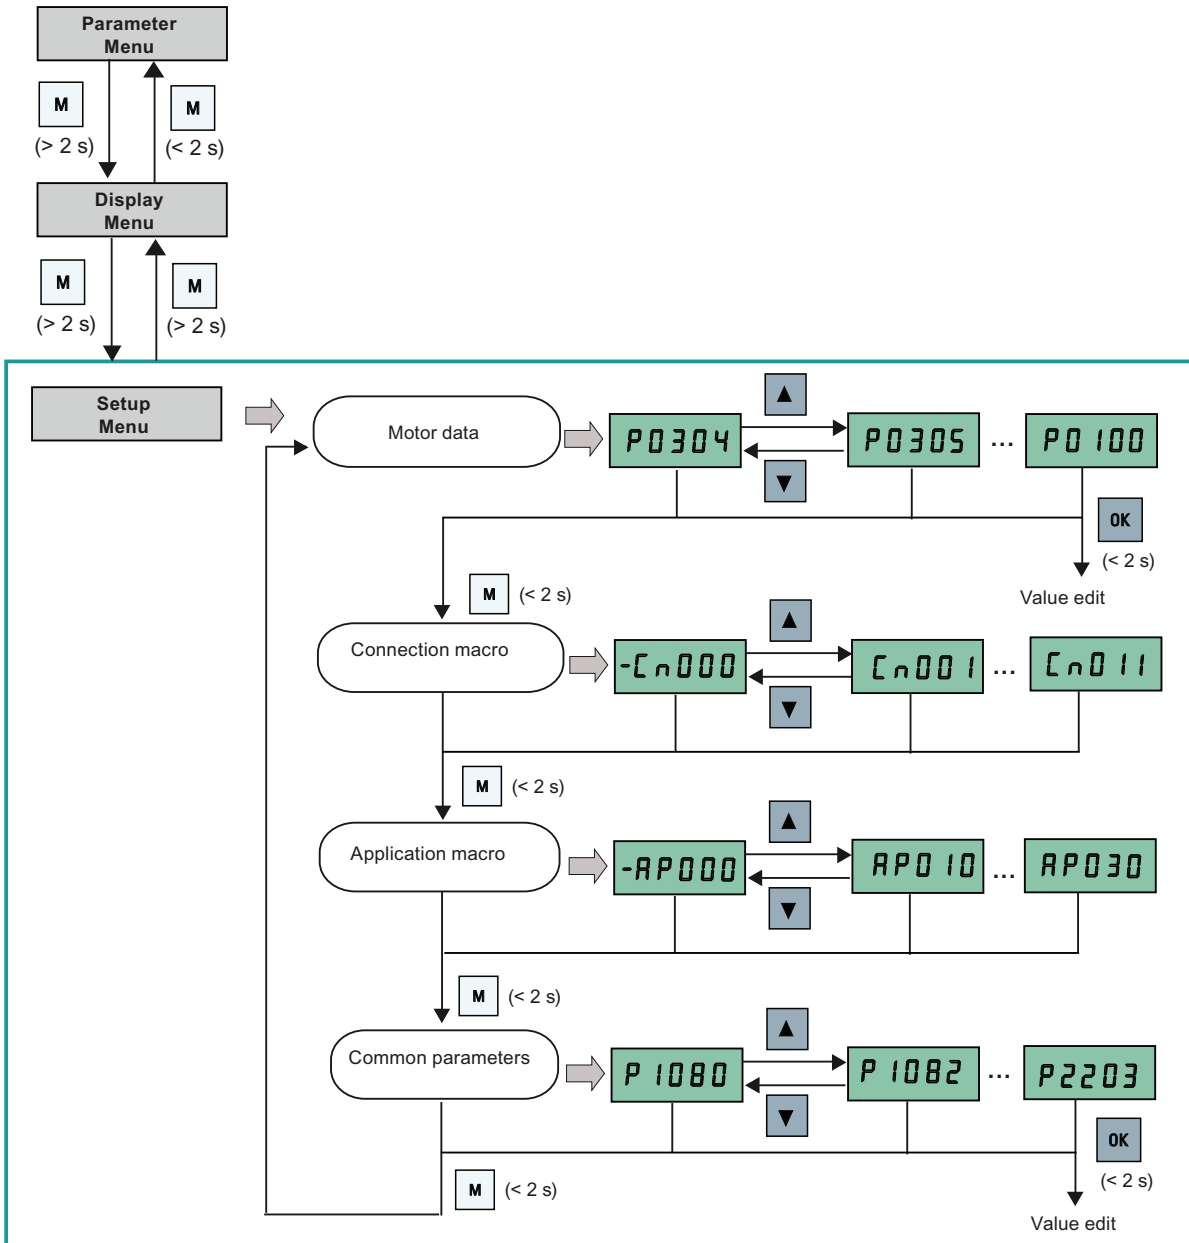 Parameter
Menu
M
M
(> 2 s)
(< 2 s)
Display
Menu
M
M
(> 2 s)
(> 2 s)
Setup
Menu
Motor data
P0304
P0305
...
P0100
OK
(< 2 s)
Value edit
M
(< 2 s)
Connection macro
-Cn000
Cn001
...
Cn011
M
(< 2 s)
Application macro
-AP000
AP010
...
AP030
M
(< 2 s)
Common parameters
P1080
P1082
...
P2203
OK
(< 2 s)
Value edit
M
(< 2 s)